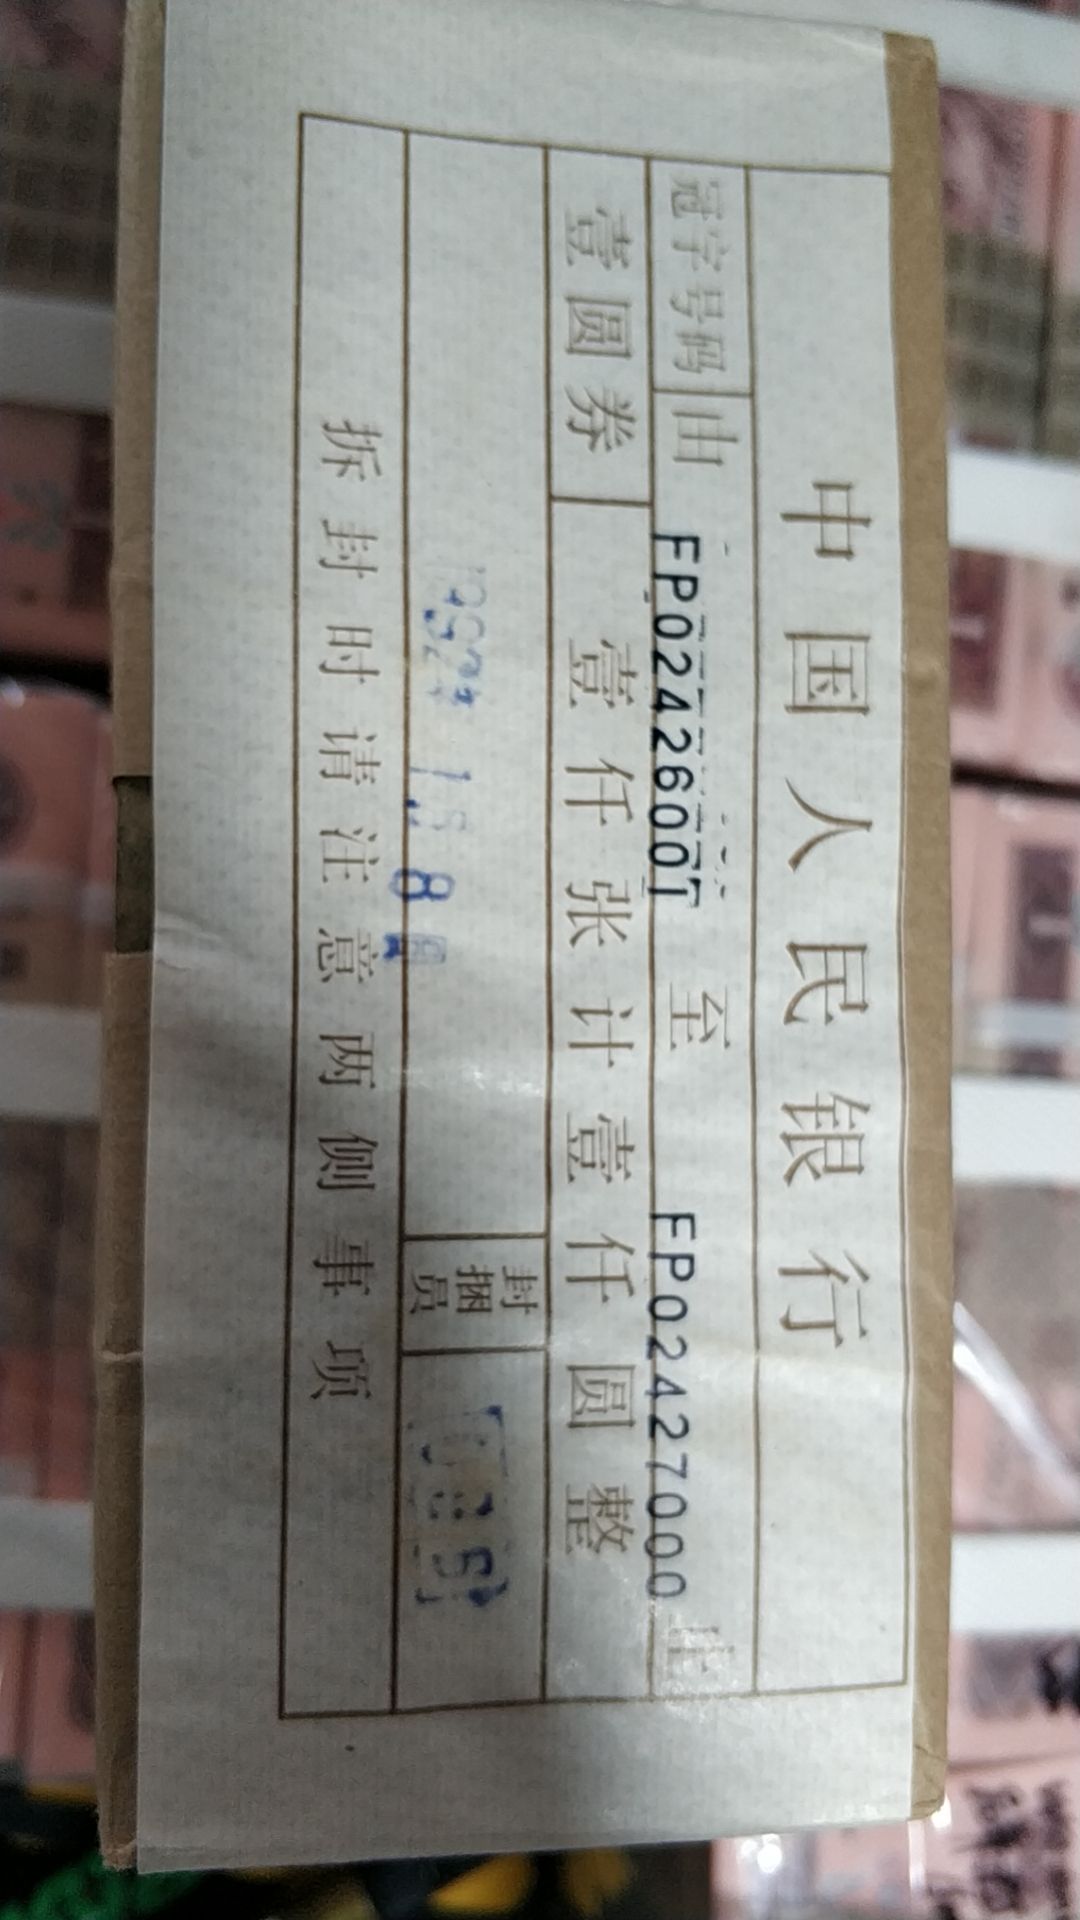 中国人民银行
冠字号码 由 FP02426001 至 FP02427000 止
壹圆券 壹仟张计壹仟圆整
8
封捆员
拆封时请注意两侧事项